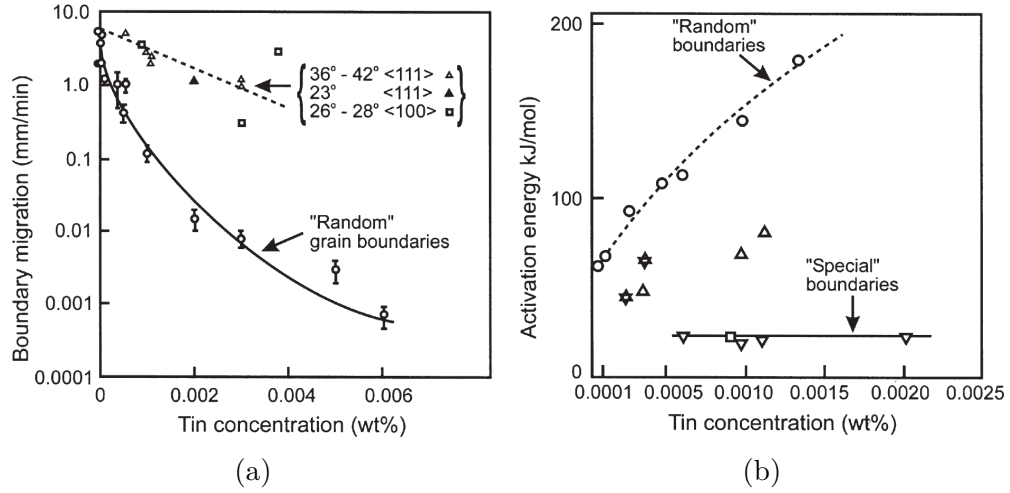 10.0
1.0
0.1
0.01
0.001
0.0001
0
0.002
0.004
0.006
Boundary migration (mm/min)
Tin concentration (wt%)
36° - 42° <111>
23° <111>
26° - 28° <100>
"Random"
grain boundaries
(a)
200
100
0
0.0001
0.0005
0.0010
0.0015
0.0020
0.0025
Activation energy kJ/mol)
Tin concentration (wt%)
"Random"
boundaries
"Special"
boundaries
(b)